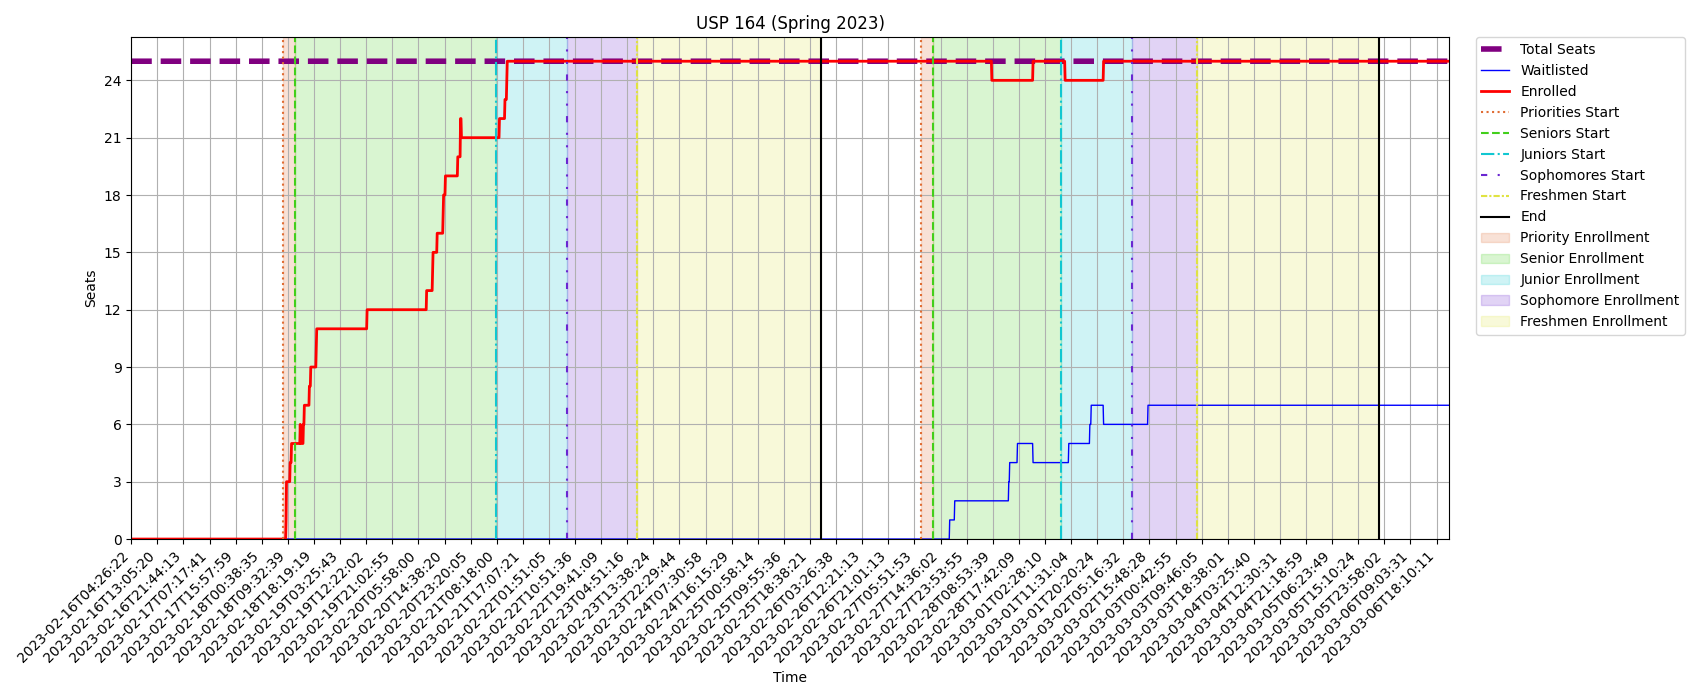 USP 164 (Spring 2023)
Seats
24
21
18
15
12
9
6
3
0
2023-02-16T04:26:22
2023-02-16T13:05:20
2023-02-16T21:44:13
2023-02-17T07:17:41
2023-02-17T15:57:59
2023-02-18T00:38:35
2023-02-18T09:32:39
2023-02-18T18:19:19
2023-02-19T03:25:43
2023-02-19T12:22:02
2023-02-19T21:02:55
2023-02-20T05:58:00
2023-02-20T14:38:20
2023-02-20T23:20:05
2023-02-21T08:18:00
2023-02-21T17:07:21
2023-02-22T01:51:05
2023-02-22T10:51:36
2023-02-22T19:41:09
2023-02-23T04:51:16
2023-02-23T13:38:24
2023-02-23T22:29:44
2023-02-24T07:30:58
2023-02-24T16:15:29
2023-02-25T00:58:14
2023-02-25T09:55:36
2023-02-25T18:38:21
2023-02-26T03:26:38
2023-02-26T12:21:13
2023-02-26T21:01:13
2023-02-27T05:51:53
2023-02-27T14:36:02
2023-02-27T23:53:55
2023-02-28T08:53:39
2023-02-28T17:42:09
2023-03-01T02:28:10
2023-03-01T11:31:04
2023-03-01T20:20:24
2023-03-02T05:16:32
2023-03-02T15:48:28
2023-03-03T00:42:55
2023-03-03T09:46:05
2023-03-03T18:38:01
2023-03-04T03:25:40
2023-03-04T12:30:31
2023-03-04T21:18:59
2023-03-05T06:23:49
2023-03-05T15:10:24
2023-03-05T23:58:02
2023-03-06T09:03:31
2023-03-06T18:10:11
Time
Total Seats
Waitlisted
Enrolled
Priorities Start
Seniors Start
Juniors Start
Sophomores Start
Freshmen Start
End
Priority Enrollment
Senior Enrollment
Junior Enrollment
Sophomore Enrollment
Freshmen Enrollment